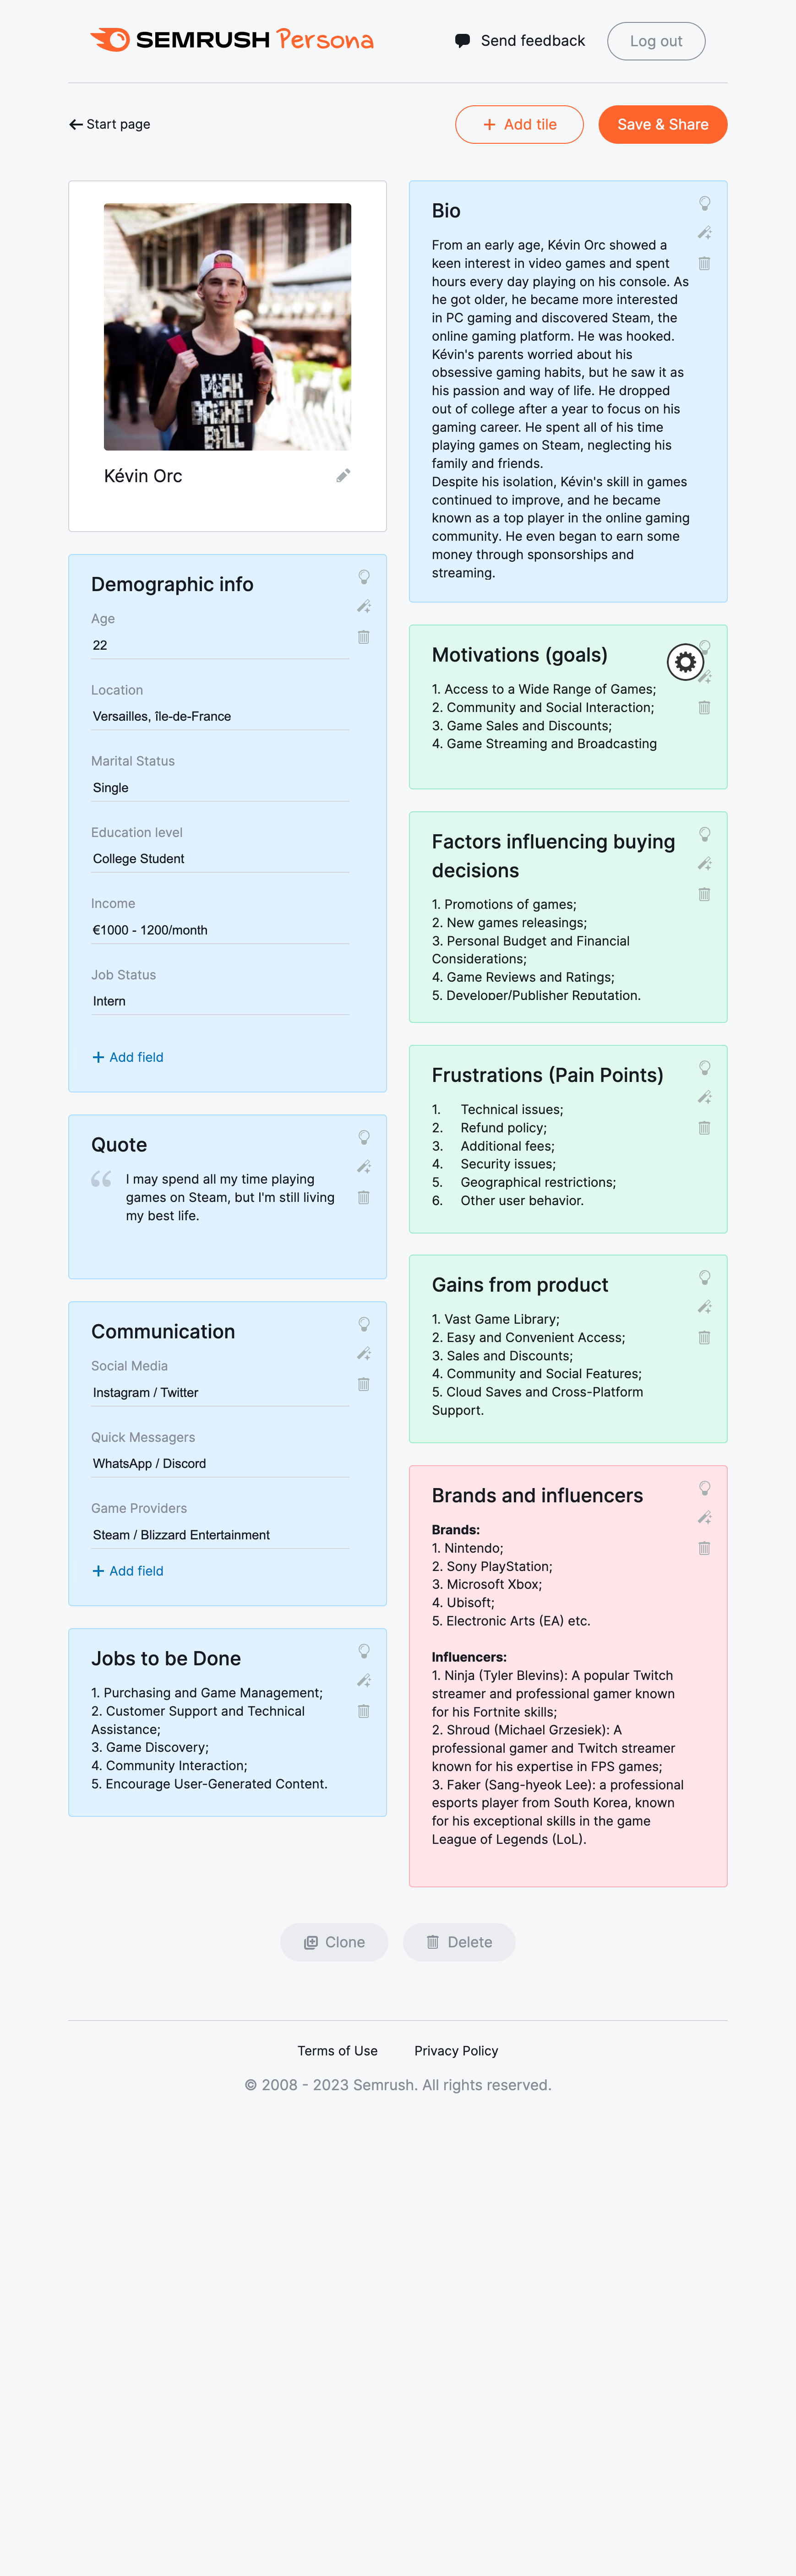 SEMRUSH Persona
Send feedback
Log out
Start page
Add tile
Save & Share
PEAK
BASKET
BALL
Kévin Orc
Demographic info
Age
22
Location
Versailles, île-de-France
Marital Status
Single
Education level
College Student
Income
€1000 - 1200/month
Job Status
Intern
Add field
Quote
I may spend all my time playing
games on Steam, but I'm still living
my best life.
Communication
Social Media
Instagram / Twitter
Quick Messagers
WhatsApp / Discord
Game Providers
Steam / Blizzard Entertainment
Add field
Jobs to be Done
1. Purchasing and Game Management;
2. Customer Support and Technical
Assistance;
3. Game Discovery;
4. Community Interaction;
5. Encourage User-Generated Content.
Bio
From an early age, Kévin Orc showed a
keen interest in video games and spent
hours every day playing on his console. As
he got older, he became more interested
in PC gaming and discovered Steam, the
online gaming platform. He was hooked.
Kévin's parents worried about his
obsessive gaming habits, but he saw it as
his passion and way of life. He dropped
out of college after a year to focus on his
gaming career. He spent all of his time
playing games on Steam, neglecting his
family and friends.
Despite his isolation, Kévin's skill in games
continued to improve, and he became
known as a top player in the online gaming
community. He even began to earn some
money through sponsorships and
streaming.
Motivations (goals)
1. Access to a Wide Range of Games;
2. Community and Social Interaction;
3. Game Sales and Discounts;
4. Game Streaming and Broadcasting
Factors influencing buying
decisions
1. Promotions of games;
2. New games releasings;
3. Personal Budget and Financial
Considerations;
4. Game Reviews and Ratings;
5. Developer/Publisher Reputation.
Frustrations (Pain Points)
1. Technical issues;
2. Refund policy;
3. Additional fees;
4. Security issues;
5. Geographical restrictions;
6. Other user behavior.
Gains from product
1. Vast Game Library;
2. Easy and Convenient Access;
3. Sales and Discounts;
4. Community and Social Features;
5. Cloud Saves and Cross-Platform
Support.
Brands and influencers
Brands:
1. Nintendo;
2. Sony PlayStation;
3. Microsoft Xbox;
4. Ubisoft;
5. Electronic Arts (EA) etc.
Influencers:
1. Ninja (Tyler Blevins): A popular Twitch
streamer and professional gamer known
for his Fortnite skills;
2. Shroud (Michael Grzesiek): A
professional gamer and Twitch streamer
known for his expertise in FPS games;
3. Faker (Sang-hyeok Lee): a professional
esports player from South Korea, known
for his exceptional skills in the game
League of Legends (LoL).
Clone
Delete
Terms of Use
Privacy Policy
© 2008 - 2023 Semrush. All rights reserved.